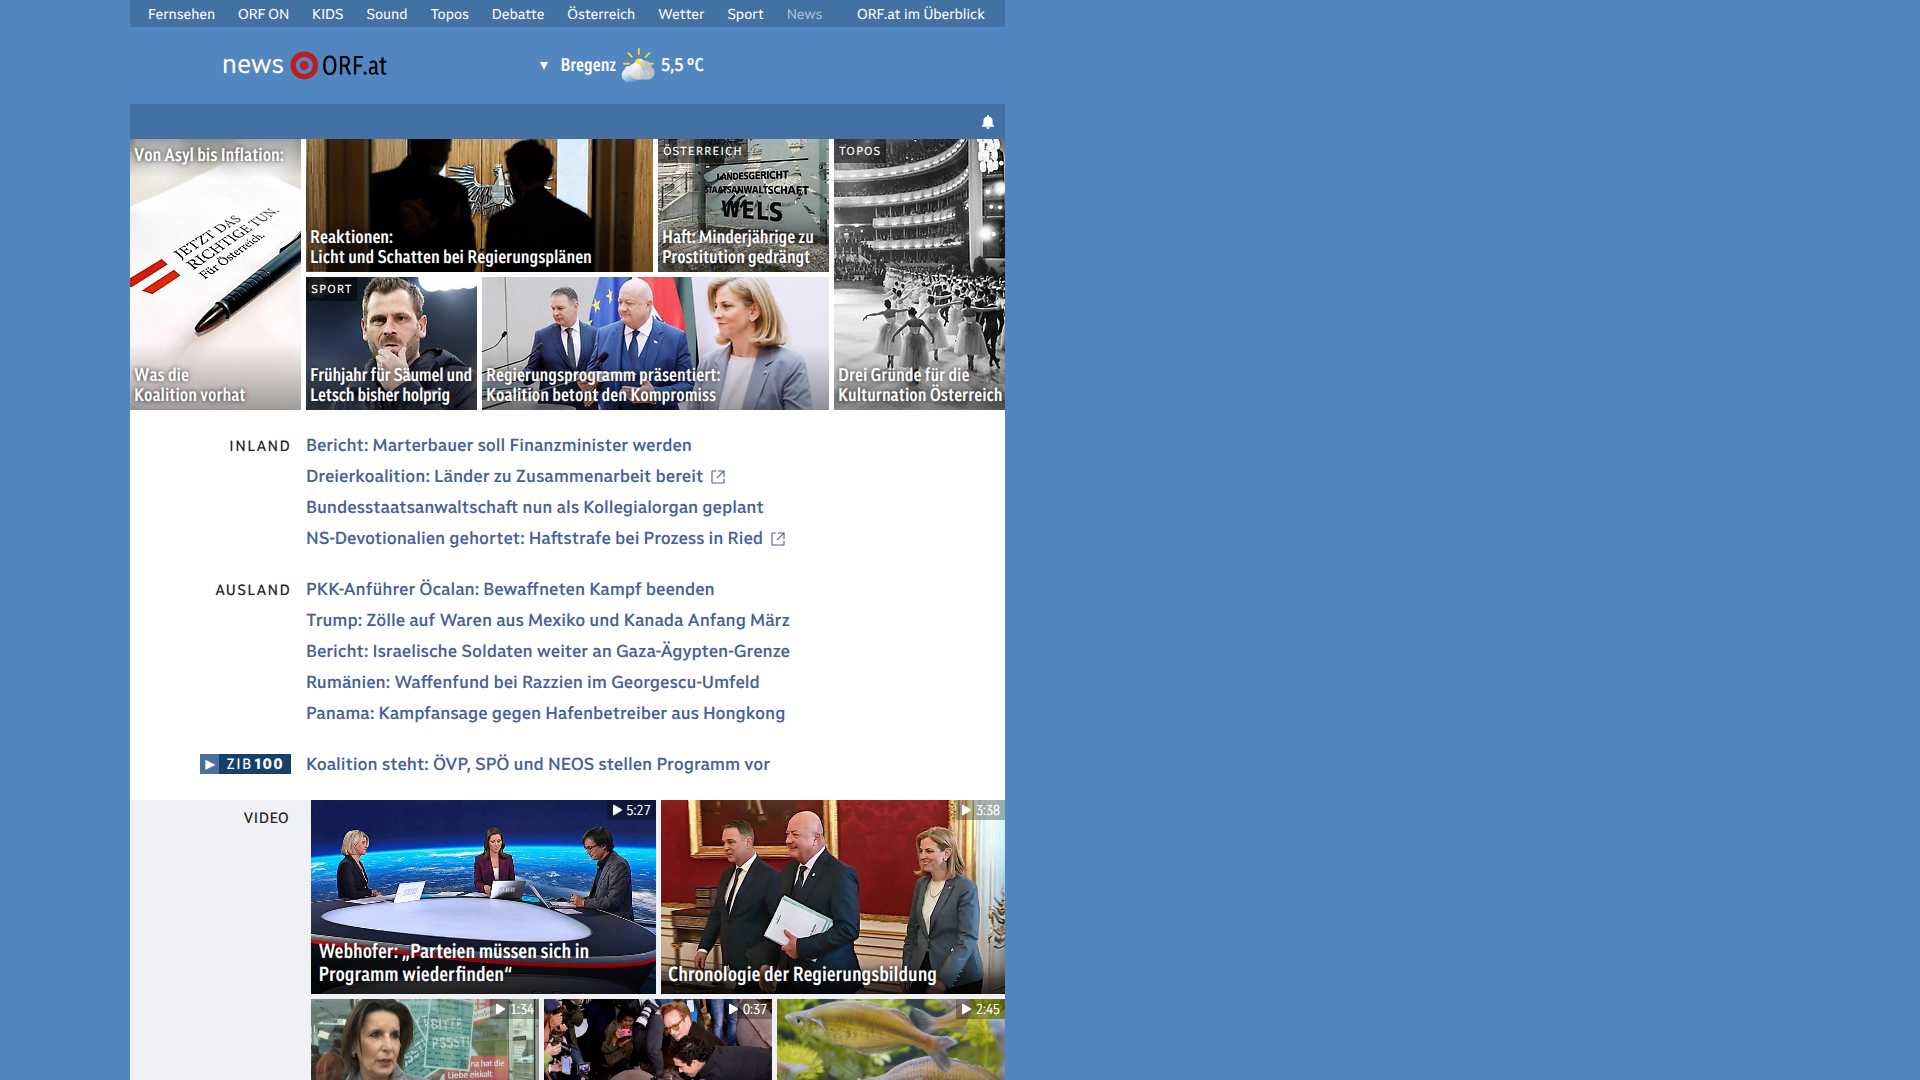 Fernsehen ORF ON KIDS Sound Topos Debatte Österreich Wetter Sport News ORF.at im Überblick
news ORF.at
Bregenz 5,5 °C
Von Asyl bis Inflation:
JETZT DAS
RICHTIGE TUN.
Für Österreich.
Was die
Koalition vorhat
Reaktionen:
Licht und Schatten bei Regierungsplänen
ÖSTERREICH
LANDESGERICHT
STAATSANWALTSCHAFT
WELS
Haft: Minderjährige zu
Prostitution gedrängt
TOPOS
Drei Gründe für die
Kulturnation Österreich
SPORT
Frühjahr für Säumel und
Letsch bisher holprig
Regierungsprogramm präsentiert:
Koalition betont den Kompromiss
INLAND
Bericht: Marterbauer soll Finanzminister werden
Dreierkoalition: Länder zu Zusammenarbeit bereit
Bundesstaatsanwaltschaft nun als Kollegialorgan geplant
NS-Devotionalien gehortet: Haftstrafe bei Prozess in Ried
AUSLAND
PKK-Anführer Öcalan: Bewaffneten Kampf beenden
Trump: Zölle auf Waren aus Mexiko und Kanada Anfang März
Bericht: Israelische Soldaten weiter an Gaza-Ägypten-Grenze
Rumänien: Waffenfund bei Razzien im Georgescu-Umfeld
Panama: Kampfansage gegen Hafenbetreiber aus Hongkong
ZIB100
Koalition steht: ÖVP, SPÖ und NEOS stellen Programm vor
VIDEO
5:27
Webhofer: „Parteien müssen sich in
Programm wiederfinden“
3:38
Chronologie der Regierungsbildung
1:34
BITTE
PSSST!
na hat die
Liebe eiskalt
0:37
2:45